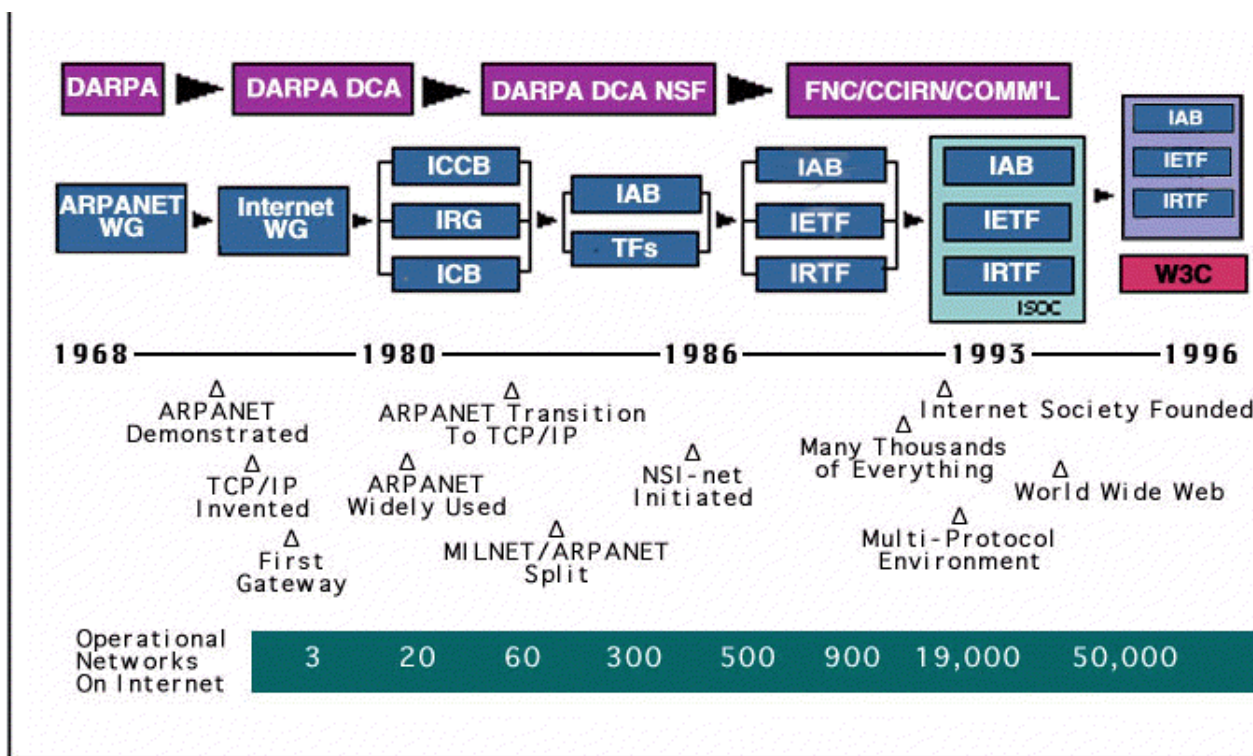 DARPA
DARPA DCA
DARPA DCA NSF
FNC/CCIRN/COMM'L
ARPANET
WG
Internet
WG
ICCB
IRG
ICB
IAB
TFs
IAB
IETF
IRTF
IAB
IETF
IRTF
ISOC
IAB
IETF
IRTF
W3C
1968
1980
1986
1993
1996
ARPANET
Demonstrated
TCP/IP
Invented
First
Gateway
ARPANET Transition
To TCP/IP
ARPANET
Widely Used
MILNET/ARPANET
Split
NSI-net
Initiated
Internet Society Founded
Many Thousands
of Everything
World Wide Web
Multi-Protocol
Environment
Operational
Networks
On Internet
3 20 60 300 500 900 19,000 50,000